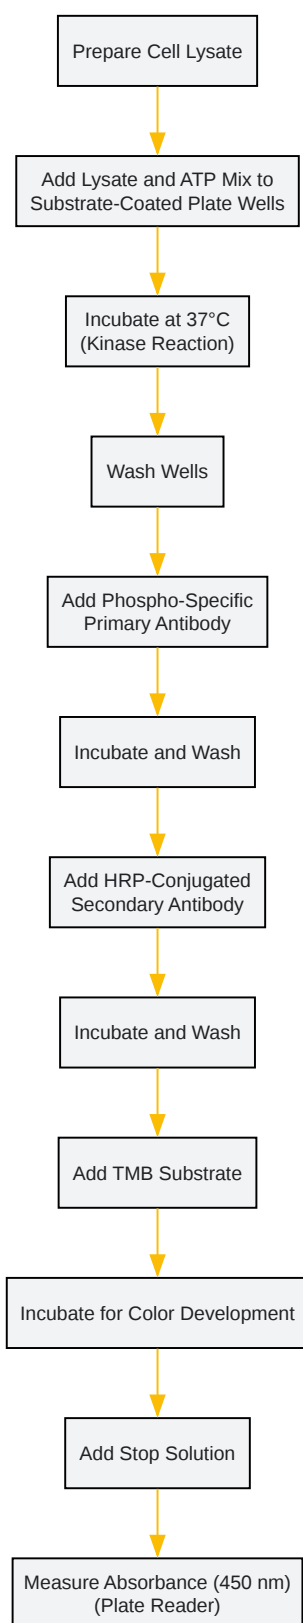 Prepare Cell Lysate
Add Lysate and ATP Mix to
Substrate-Coated Plate Wells
Incubate at 37°C
(Kinase Reaction)
Wash Wells
Add Phospho-Specific
Primary Antibody
Incubate and Wash
Add HRP-Conjugated
Secondary Antibody
Incubate and Wash
Add TMB Substrate
Incubate for Color Development
Add Stop Solution
Measure Absorbance (450 nm)
(Plate Reader)